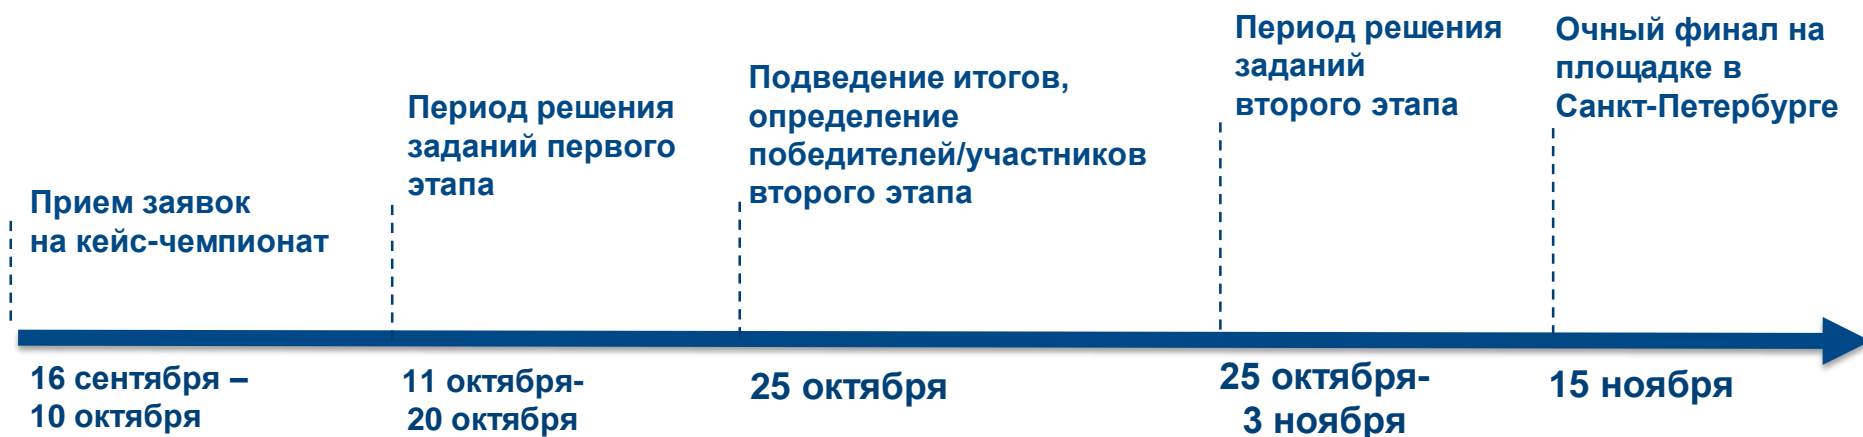 Прием заявок
на кейс-чемпионат
16 сентября –
10 октября
Период решения
заданий первого
этапа
11 октября-
20 октября
Подведение итогов,
определение
победителей/участников
второго этапа
25 октября
Период решения
заданий
второго этапа
25 октября-
3 ноября
Очный финал на
площадке в
Санкт-Петербурге
15 ноября